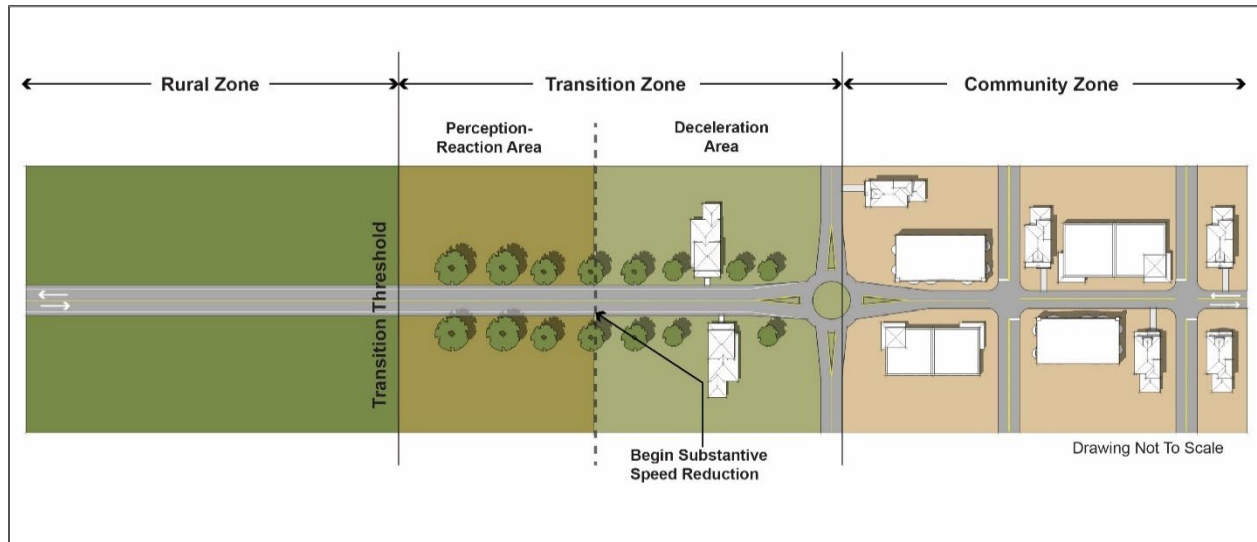 Rural Zone
Transition Zone
Community Zone
Perception-
Reaction Area
Deceleration
Area
Transition Threshold
Begin Substantive
Speed Reduction
Drawing Not To Scale